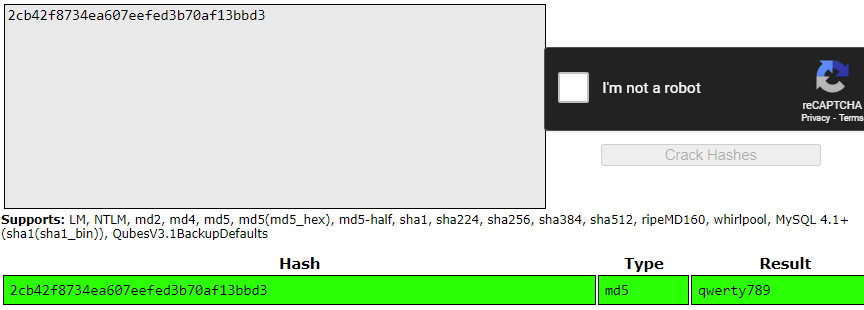 2cb42f8734ea607eefed3b70af13bbd3
I'm not a robot
reCAPTCHA
Privacy - Terms
Crack Hashes
Supports: LM, NTLM, md2, md4, md5, md5(md5_hex), md5-half, sha1, sha224, sha256, sha384, sha512, ripeMD160, whirlpool, MySQL 4.1+
(sha1(sha1_bin)), QubesV3.1BackupDefaults
Hash Type Result
2cb42f8734ea607eefed3b70af13bbd3 md5 qwerty789